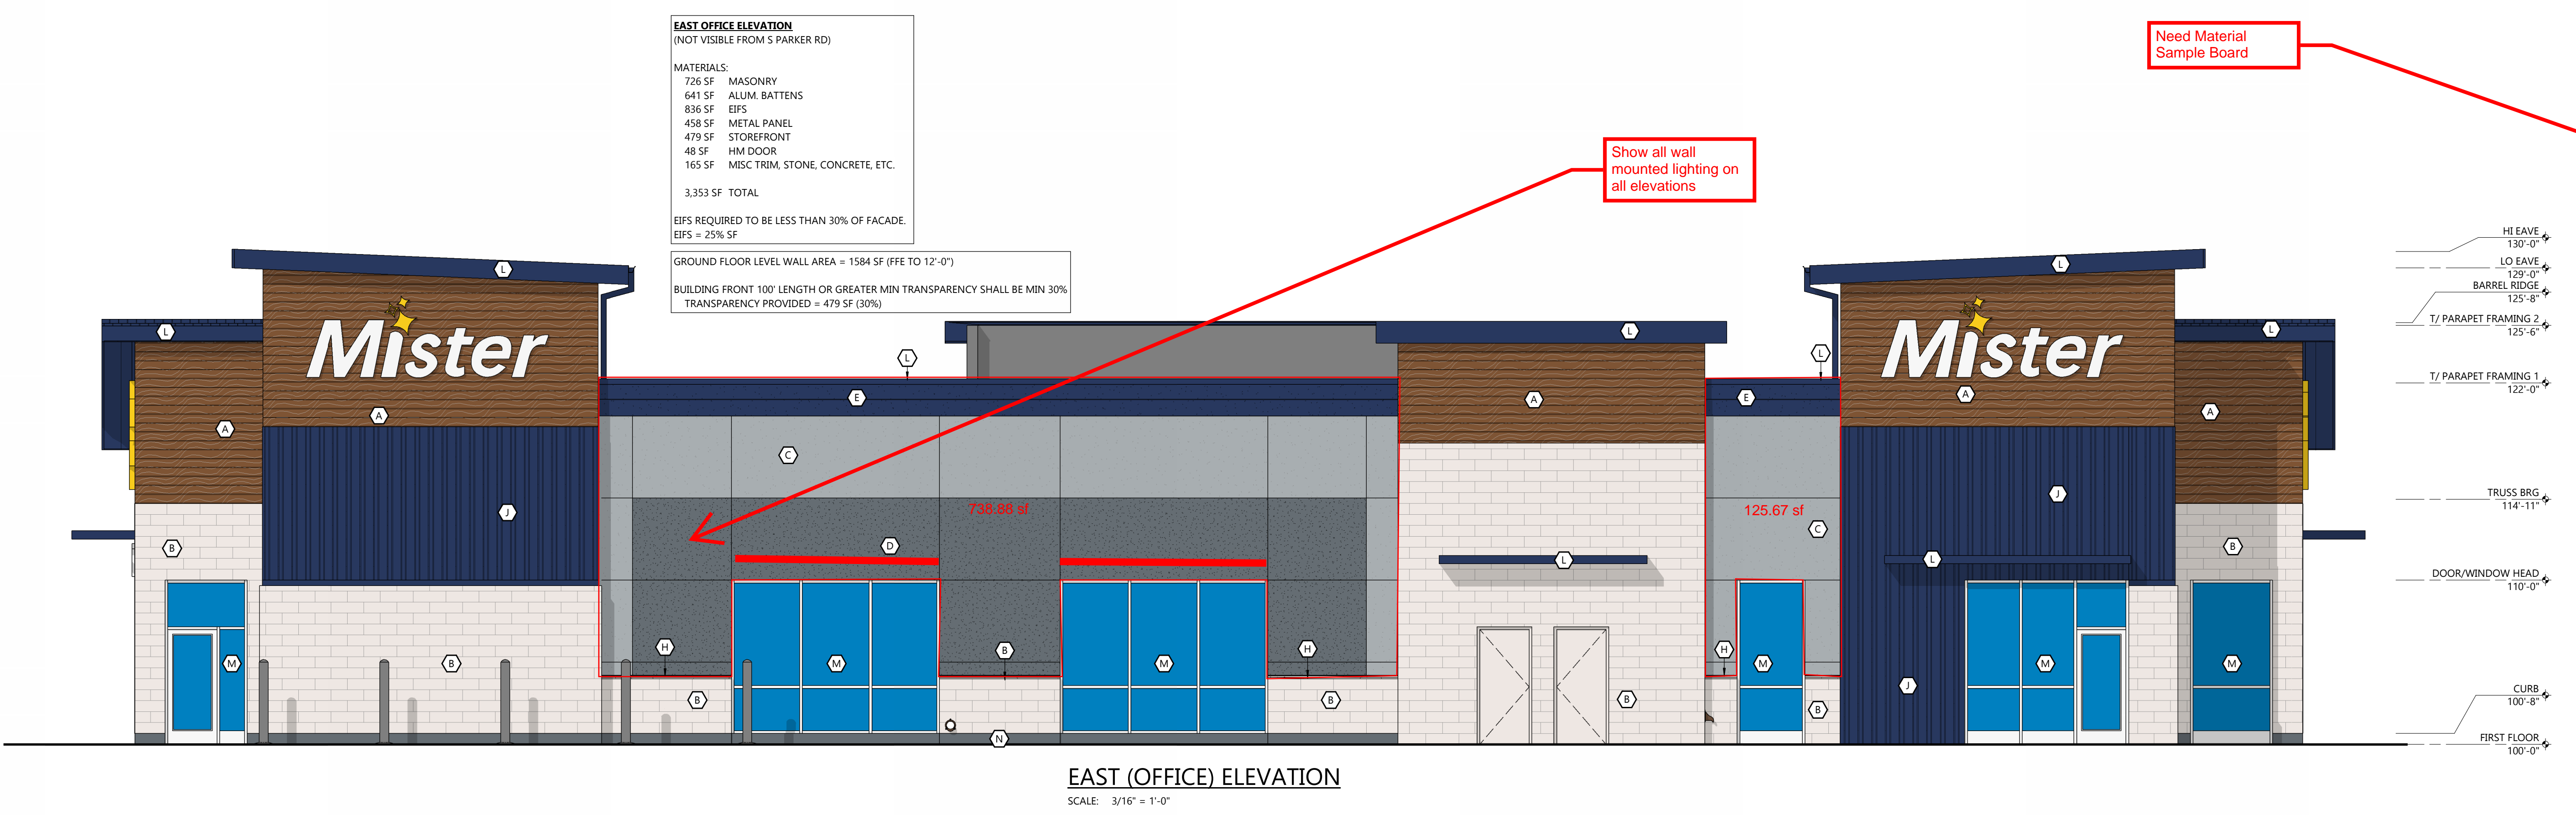 EAST OFFICE ELEVATION
(NOT VISIBLE FROM S PARKER RD)
MATERIALS:
726 SF MASONRY
641 SF ALUM. BATTENS
836 SF EIFS
458 SF METAL PANEL
479 SF STOREFRONT
48 SF HM DOOR
165 SF MISC TRIM, STONE, CONCRETE, ETC.
3,353 SF TOTAL
EIFS REQUIRED TO BE LESS THAN 30% OF FACADE.
EIFS = 25% SF
GROUND FLOOR LEVEL WALL AREA = 1584 SF (FFE TO 12'-0")
BUILDING FRONT 100' LENGTH OR GREATER MIN TRANSPARENCY SHALL BE MIN 30%
TRANSPARENCY PROVIDED = 479 SF (30%)
Need Material
Sample Board
Show all wall
mounted lighting on
all elevations
HI EAVE
130'-0"
LO EAVE
129'-0"
BARREL RIDGE
125'-8"
T/ PARAPET FRAMING 2
125'-6"
T/ PARAPET FRAMING 1
122'-0"
TRUSS BRG
114'-11"
DOOR/WINDOW HEAD
110'-0"
CURB
100'-8"
FIRST FLOOR
100'-0"
L
L
L
L
L
Mister
Mister
L
L
E
E
A
A
A
A
A
C
738.88 sf
125.67 sf
J
J
C
B
D
L
L
B
H
B
H
H
M
B
M
M
M
M
M
B
B
B
B
J
N
EAST (OFFICE) ELEVATION
SCALE: 3/16" = 1'-0"